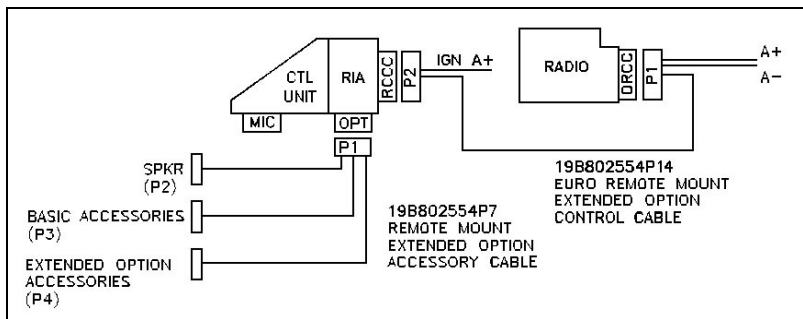 CTL
UNIT
RIA
RCCC
P2
IGN A+
MIC
OPT
P1
RADIO
ORCC
P1
A+
A-
SPKR
(P2)
BASIC ACCESSORIES
(P3)
EXTENDED OPTION
ACCESSORIES
(P4)
19B802554P7
REMOTE MOUNT
EXTENDED OPTION
ACCESSORY CABLE
19B802554P14
EURO REMOTE MOUNT
EXTENDED OPTION
CONTROL CABLE